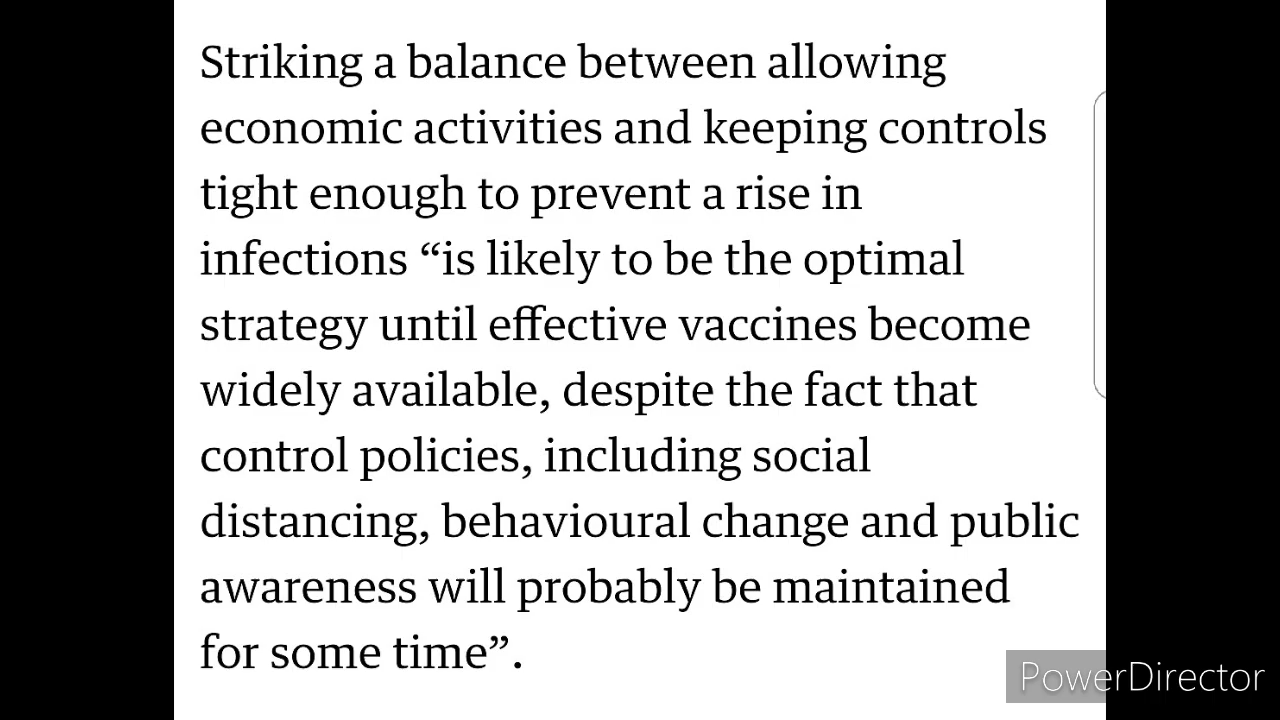 Striking a balance between allowing
economic activities and keeping controls
tight enough to prevent a rise in
infections “is likely to be the optimal
strategy until effective vaccines become
widely available, despite the fact that
control policies, including social
distancing, behavioural change and public
awareness will probably be maintained
for some time”.
PowerDirector